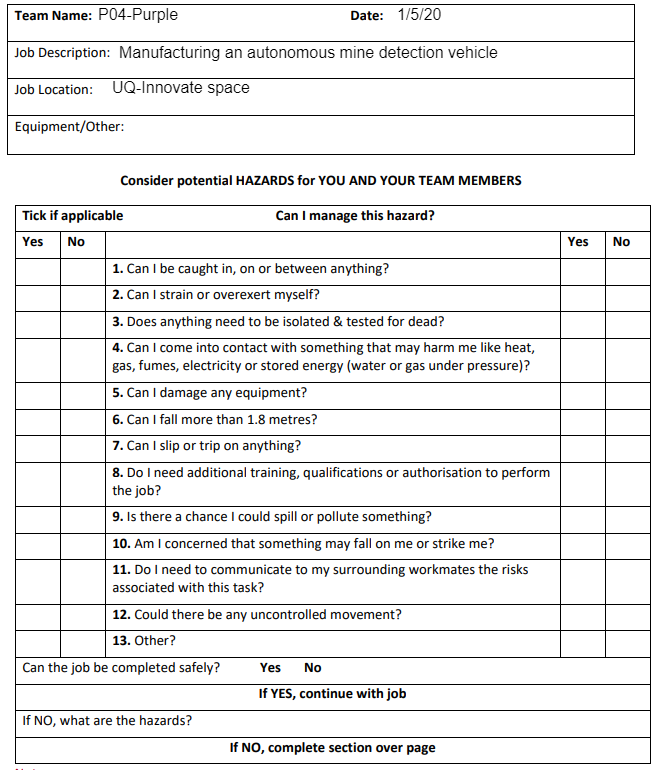 Team Name: P04-Purple Date: 1/5/20
Job Description: Manufacturing an autonomous mine detection vehicle
Job Location: UQ-Innovate space
Equipment/Other:
Consider potential HAZARDS for YOU AND YOUR TEAM MEMBERS
Tick if applicable Can I manage this hazard?
Yes No Yes No
1. Can I be caught in, on or between anything?
2. Can I strain or overexert myself?
3. Does anything need to be isolated & tested for dead?
4. Can I come into contact with something that may harm me like heat,
gas, fumes, electricity or stored energy (water or gas under pressure)?
5. Can I damage any equipment?
6. Can I fall more than 1.8 metres?
7. Can I slip or trip on anything?
8. Do I need additional training, qualifications or authorisation to perform
the job?
9. Is there a chance I could spill or pollute something?
10. Am I concerned that something may fall on me or strike me?
11. Do I need to communicate to my surrounding workmates the risks
associated with this task?
12. Could there be any uncontrolled movement?
13. Other?
Can the job be completed safely? Yes No
If YES, continue with job
If NO, what are the hazards?
If NO, complete section over page